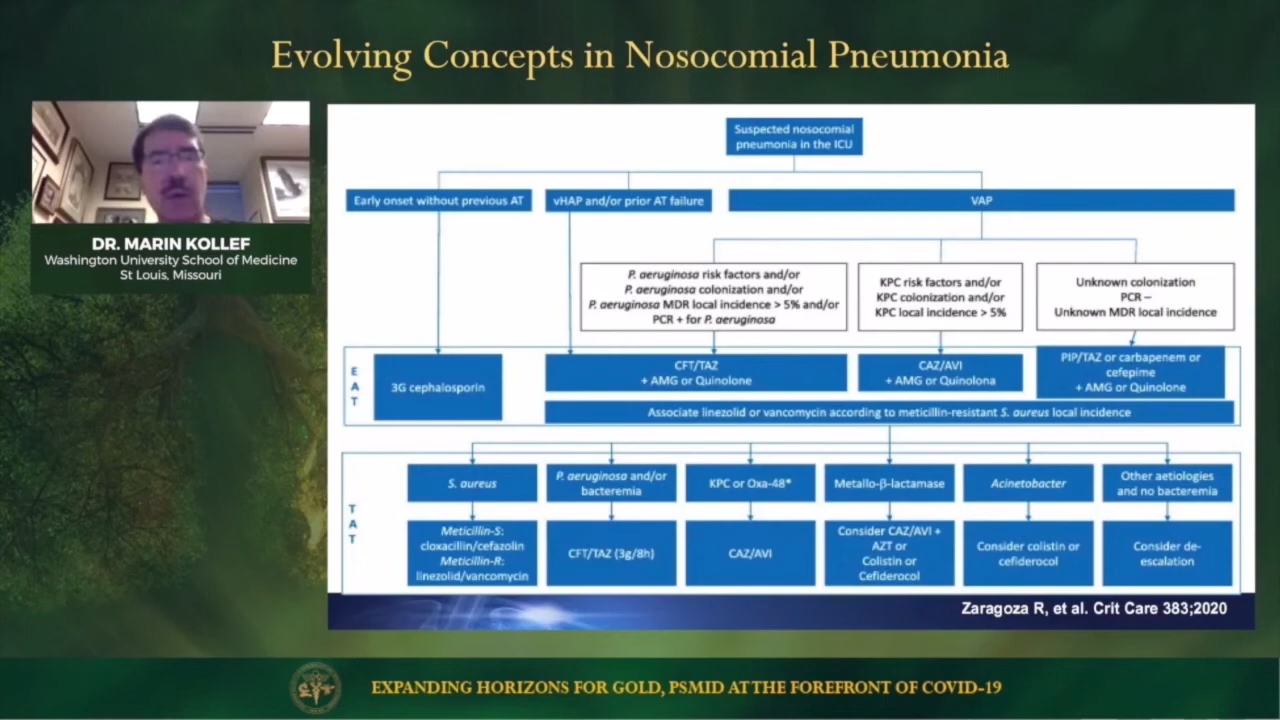 Evolving Concepts in Nosocomial Pneumonia
DR. MARIN KOLLEF
Washington University School of Medicine
St Louis, Missouri
Suspected nosocomial
pneumonia in the ICU
Early onset without previous AT
vHAP and/or prior AT failure
VAP
P. aeruginosa risk factors and/or
P. aeruginosa colonization and/or
P. aeruginosa MDR local incidence > 5% and/or
PCR + for P. aeruginosa
KPC risk factors and/or
KPC colonization and/or
KPC local incidence > 5%
Unknown colonization
PCR –
Unknown MDR local incidence
E
A
T
3G cephalosporin
CFT/TAZ
+ AMG or Quinolone
CAZ/AVI
+ AMG or Quinolona
PIP/TAZ or carbapenem or
cefepime
+ AMG or Quinolone
Associate linezolid or vancomycin according to meticillin-resistant S. aureus local incidence
T
A
T
S. aureus
P. aeruginosa and/or
bacteremia
KPC or Oxa-48*
Metallo-β-lactamase
Acinetobacter
Other aetiologies
and no bacteremia
Meticillin-S:
cloxacillin/cefazolin
Meticillin-R:
linezolid/vancomycin
CFT/TAZ (3g/8h)
CAZ/AVI
Consider CAZ/AVI +
AZT or
Colistin or
Cefiderocol
Consider colistin or
cefiderocol
Consider de-
escalation
Zaragoza R, et al. Crit Care 383;2020
EXPANDING HORIZONS FOR GOLD, PSMID AT THE FOREFRONT OF COVID-19